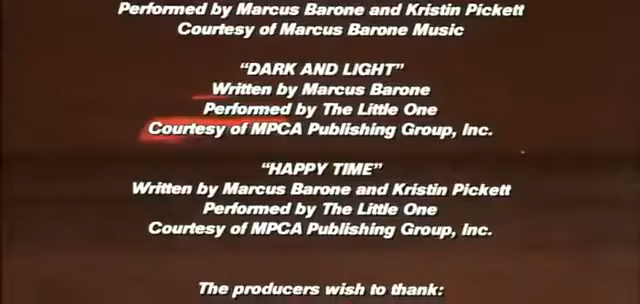 Performed by Marcus Barone and Kristin Pickett
Courtesy of Marcus Barone Music
"DARK AND LIGHT"
Written by Marcus Barone
Performed by The Little One
Courtesy of MPCA Publishing Group, Inc.
"HAPPY TIME"
Written by Marcus Barone and Kristin Pickett
Performed by The Little One
Courtesy of MPCA Publishing Group, Inc.
The producers wish to thank: